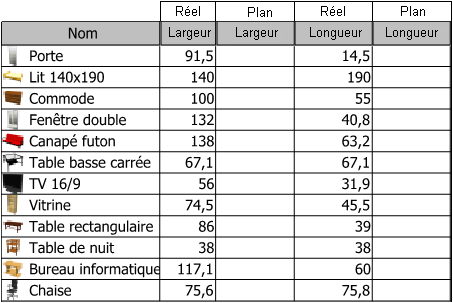 Réel Plan Réel Plan
Nom Largeur Largeur Longueur Longueur
Porte 91,5 14,5
Lit 140x190 140 190
Commode 100 55
Fenêtre double 132 40,8
Canapé futon 138 63,2
Table basse carrée 67,1 67,1
TV 16/9 56 31,9
Vitrine 74,5 45,5
Table rectangulaire 86 39
Table de nuit 38 38
Bureau informatique 117,1 60
Chaise 75,6 75,8